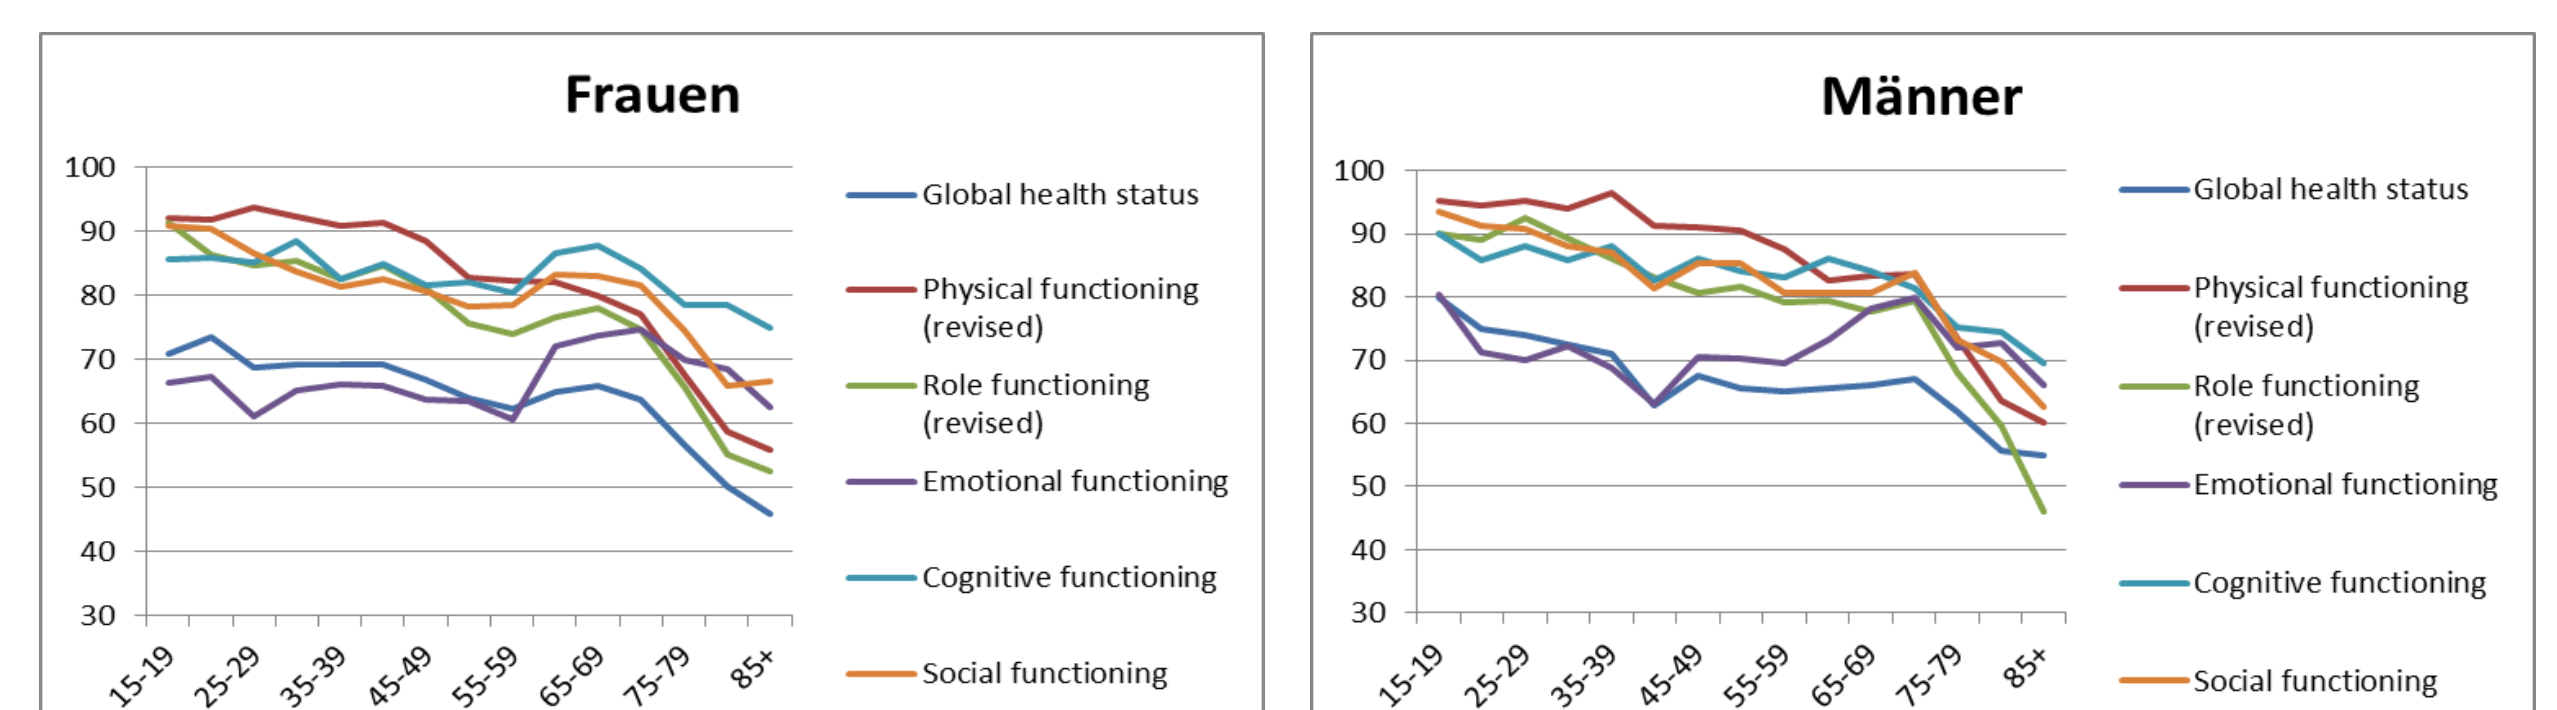 Frauen
100
90
80
70
60
50
40
30
15-19
25-29
35-39
45-49
55-59
65-69
75-79
85+
Global health status
Physical functioning
(revised)
Role functioning
(revised)
Emotional functioning
Cognitive functioning
Social functioning
Männer
100
90
80
70
60
50
40
30
15-19
25-29
35-39
45-49
55-59
65-69
75-79
85+
Global health status
Physical functioning
(revised)
Role functioning
(revised)
Emotional functioning
Cognitive functioning
Social functioning